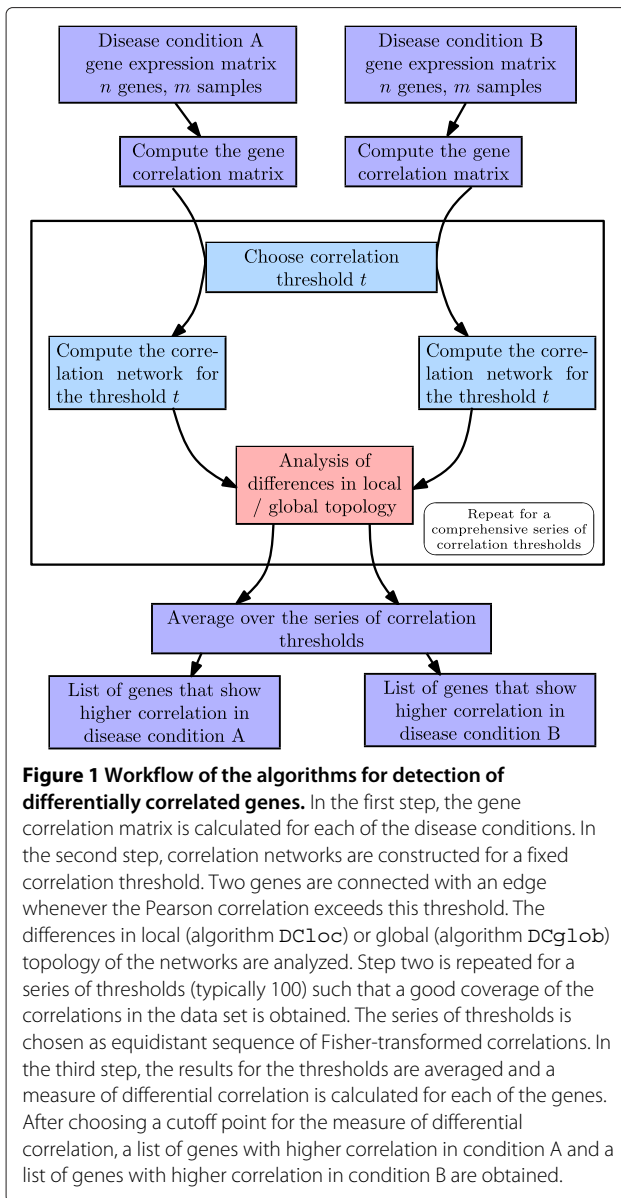 Disease condition A
gene expression matrix
n genes, m samples
Disease condition B
gene expression matrix
n genes, m samples
Compute the gene
correlation matrix
Compute the gene
correlation matrix
Choose correlation
threshold t
Compute the corre-
lation network for
the threshold t
Compute the corre-
lation network for
the threshold t
Analysis of
differences in local
/ global topology
Repeat for a
comprehensive series of
correlation thresholds
Average over the series of correlation
thresholds
List of genes that show
higher correlation in
disease condition A
List of genes that show
higher correlation in
disease condition B
Figure 1 Workflow of the algorithms for detection of
differentially correlated genes. In the first step, the gene
correlation matrix is calculated for each of the disease conditions. In
the second step, correlation networks are constructed for a fixed
correlation threshold. Two genes are connected with an edge
whenever the Pearson correlation exceeds this threshold. The
differences in local (algorithm DCloc) or global (algorithm DCglob)
topology of the networks are analyzed. Step two is repeated for a
series of thresholds (typically 100) such that a good coverage of the
correlations in the data set is obtained. The series of thresholds is
chosen as equidistant sequence of Fisher-transformed correlations. In
the third step, the results for the thresholds are averaged and a
measure of differential correlation is calculated for each of the genes.
After choosing a cutoff point for the measure of differential
correlation, a list of genes with higher correlation in condition A and a
list of genes with higher correlation in condition B are obtained.